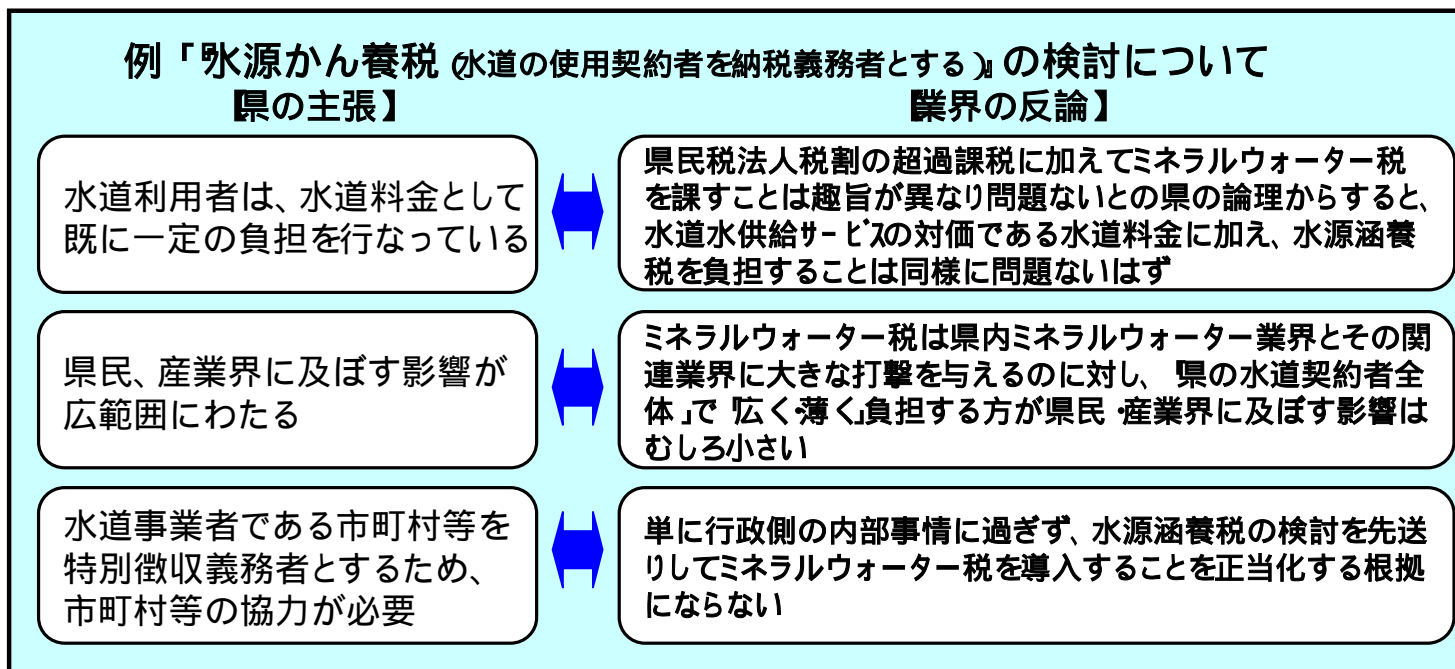 例「『水源かん養税(水道の使用契約者を納税義務者とする)』の検討について
【県の主張】
【業界の反論】
水道利用者は、水道料金として
既に一定の負担を行なっている
県民税法人税割の超過課税に加えてミネラルウォーター税
を課すことは趣旨が異なり問題ないとの県の論理からすると、
水道水供給サービスの対価である水道料金に加え、水源涵養
税を負担することは同様に問題ないはず
県民、産業界に及ぼす影響が
広範囲にわたる
ミネラルウォーター税は県内ミネラルウォーター業界とその関
連業界に大きな打撃を与えるのに対し、「県の水道契約者全
体」で「広く・薄く」負担する方が県民・産業界に及ぼす影響は
むしろ小さい
水道事業者である市町村等を
特別徴収義務者とするため、
市町村等の協力が必要
単に行政側の内部事情に過ぎず、水源涵養税の検討を先送
りしてミネラルウォーター税を導入することを正当化する根拠
にならない